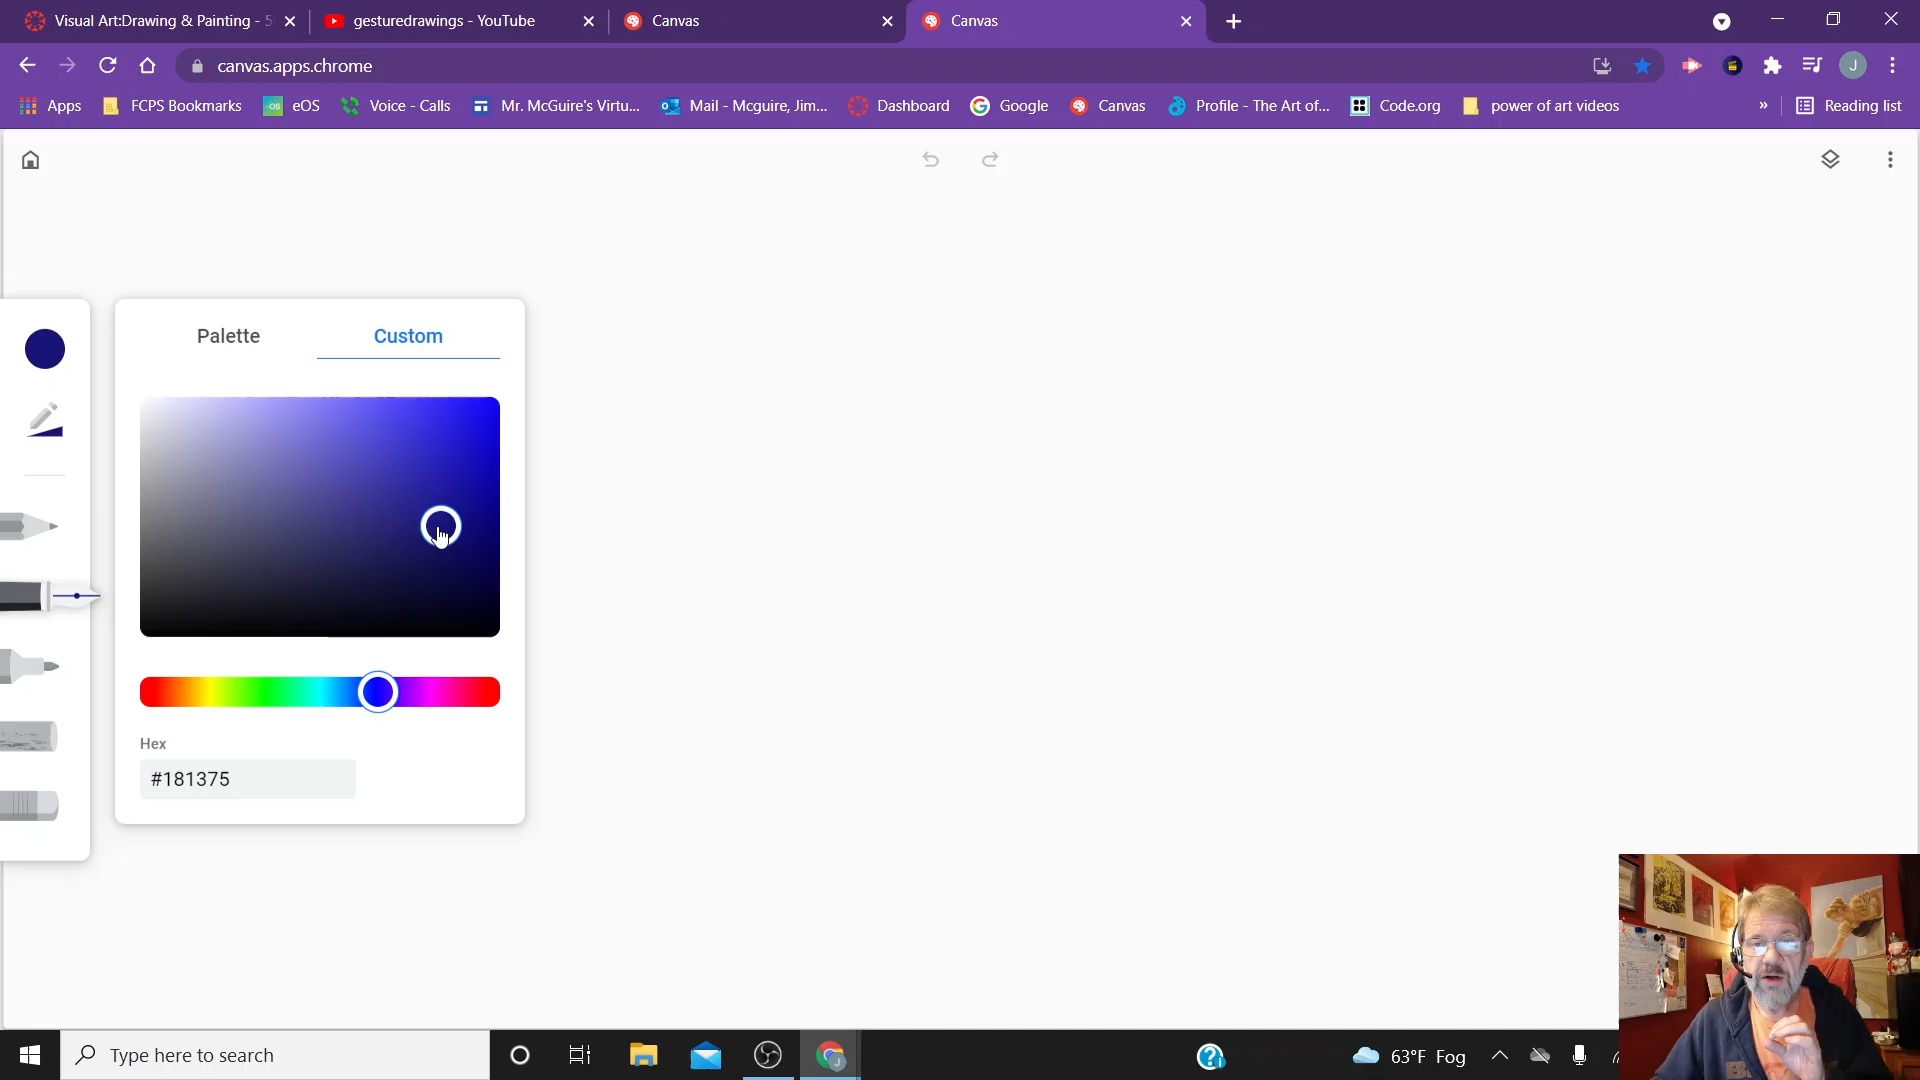 Visual Art:Drawing & Painting - 5
gesturedrawings - YouTube
Canvas
Canvas
canvas.apps.chrome
J
Apps
FCPS Bookmarks
eOS
Voice - Calls
Mr. McGuire's Virtu...
Mail - Mcguire, Jim...
Dashboard
Google
Canvas
Profile - The Art of...
Code.org
power of art videos
»
Reading list
Palette
Custom
Hex
#181375
Type here to search
63°F Fog